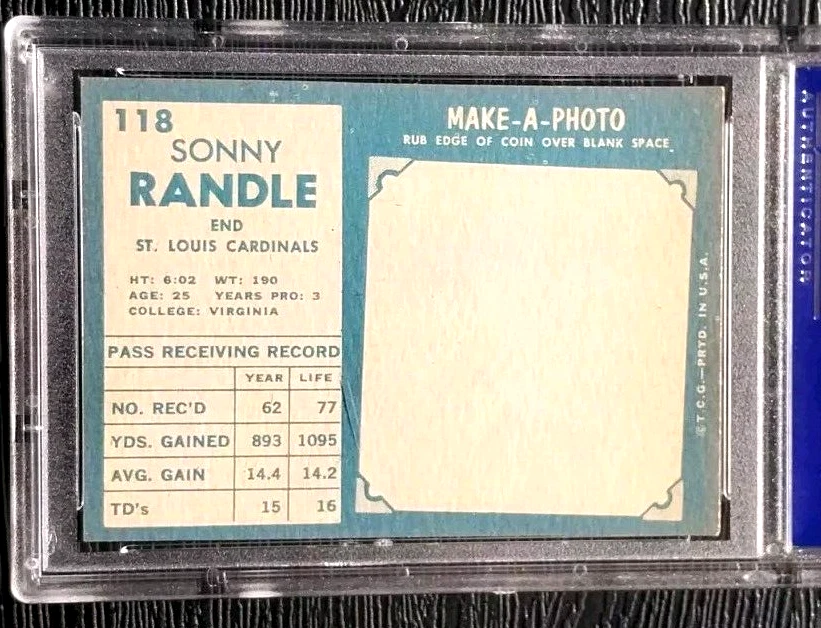 118
SONNY
RANDLE
END
ST. LOUIS CARDINALS
HT: 6:02 WT: 190
AGE: 25 YEARS PRO: 3
COLLEGE: VIRGINIA
PASS RECEIVING RECORD
YEAR LIFE
NO. REC'D 62 77
YDS. GAINED 893 1095
AVG. GAIN 14.4 14.2
TD's 15 16
MAKE-A-PHOTO
RUB EDGE OF COIN OVER BLANK SPACE
©T.C.G.—PRTD. IN U.S.A.
AUTHENTICATOR